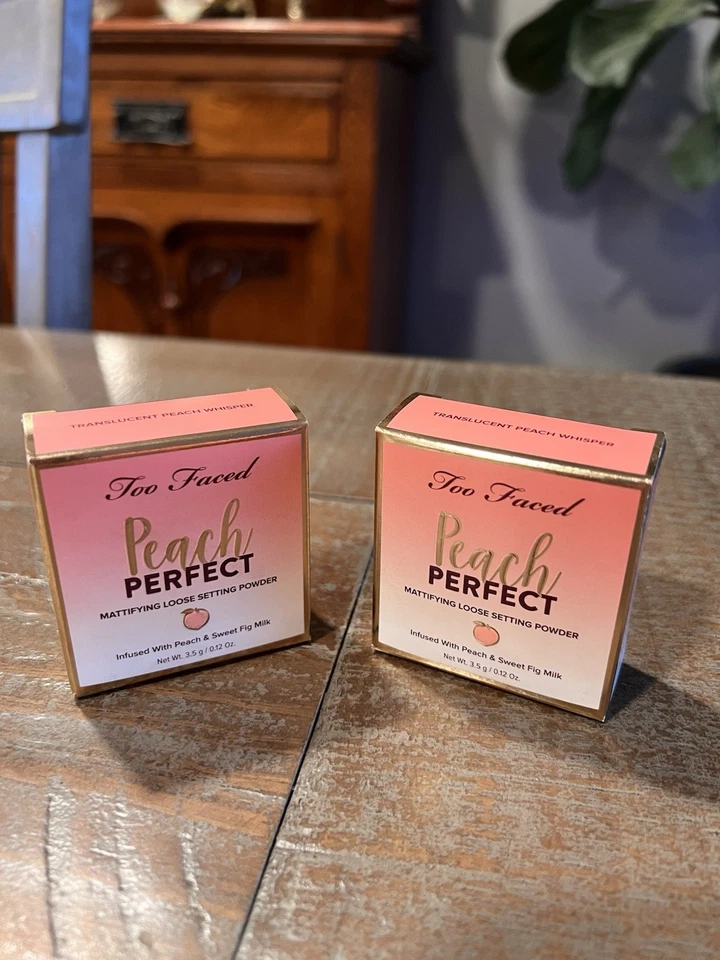 TRANSLUCENT PEACH WHISPER
Too Faced
Peach
PERFECT
MATTIFYING LOOSE SETTING POWDER
Infused With Peach & Sweet Fig Milk
Net Wt. 3.5 g / 0.12 Oz.
TRANSLUCENT PEACH WHISPER
Too Faced
Peach
PERFECT
MATTIFYING LOOSE SETTING POWDER
Infused With Peach & Sweet Fig Milk
Net Wt. 3.5 g / 0.12 Oz.